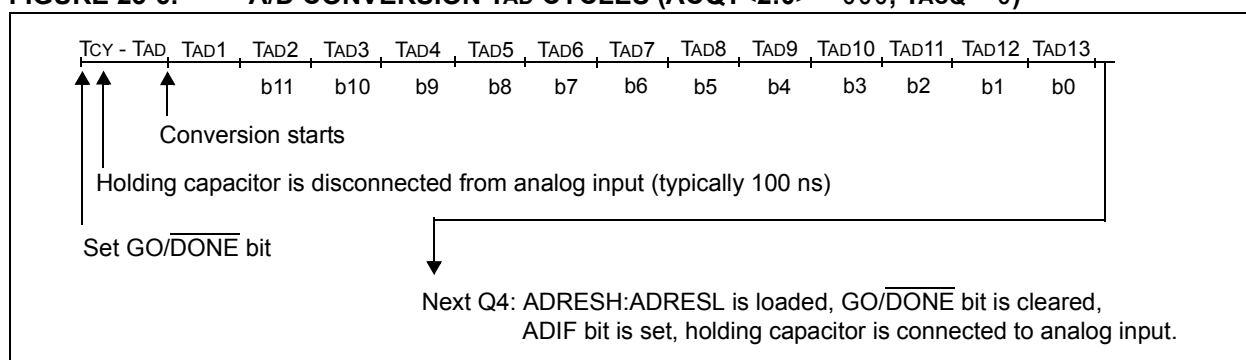 TCY - TAD TAD1 TAD2 TAD3 TAD4 TAD5 TAD6 TAD7 TAD8 TAD9 TAD10 TAD11 TAD12 TAD13
b11 b10 b9 b8 b7 b6 b5 b4 b3 b2 b1 b0
Conversion starts
Holding capacitor is disconnected from analog input (typically 100 ns)
Set GO/DONE bit
Next Q4: ADRESH:ADRESL is loaded, GO/DONE bit is cleared,
ADIF bit is set, holding capacitor is connected to analog input.